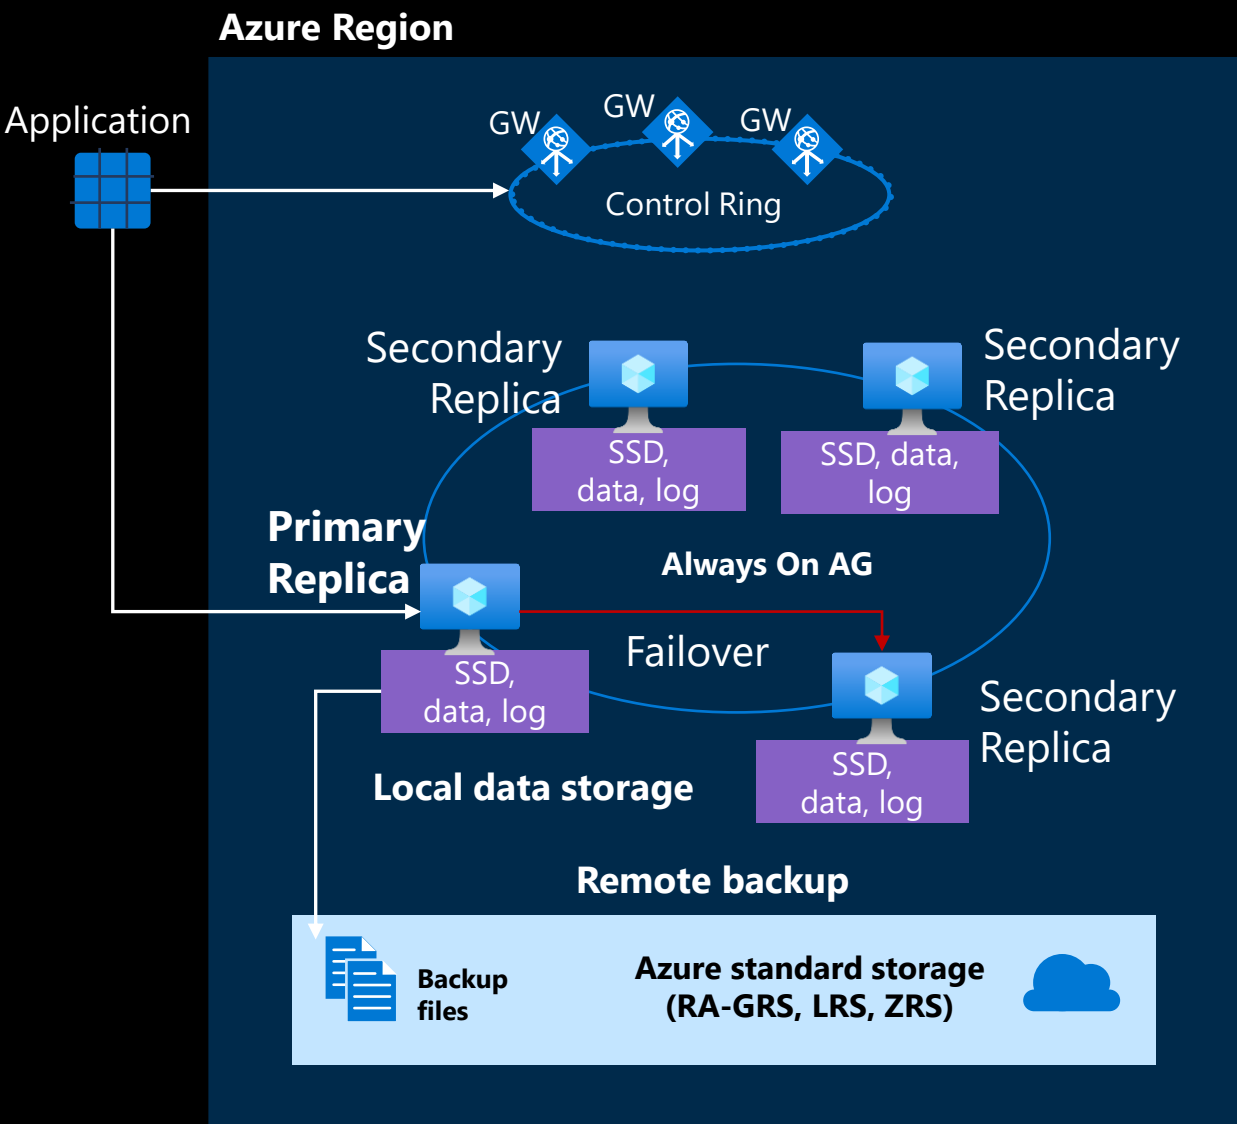 Azure Region
Application
GW
GW
GW
Control Ring
Secondary
Replica
Secondary
Replica
SSD,
data, log
SSD, data,
log
Primary
Replica
Always On AG
Failover
SSD,
data, log
Secondary
Replica
SSD,
data, log
Local data storage
Remote backup
Backup
files
Azure standard storage
(RA-GRS, LRS, ZRS)